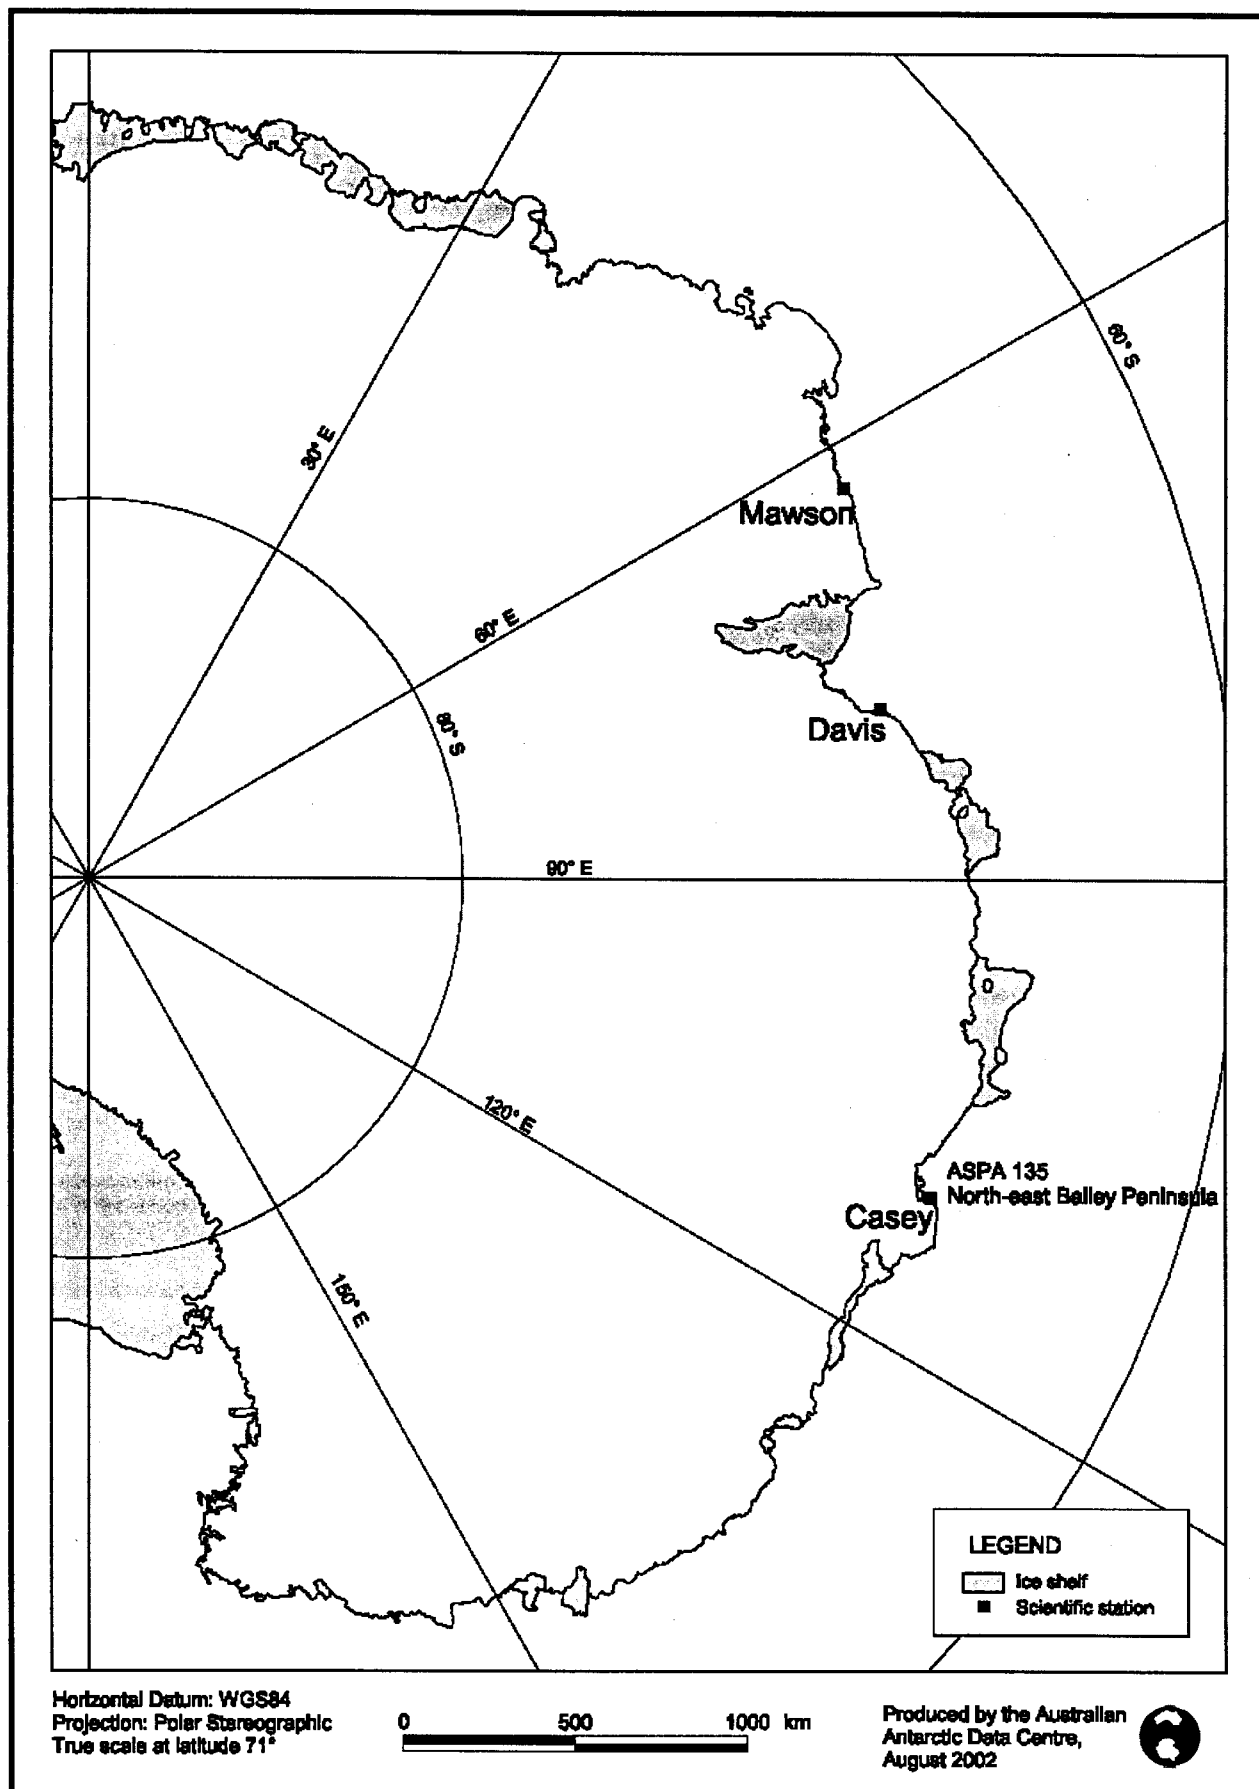 30° E
60° S
Mawson
60° E
80° S
Davis
90° E
120° E
ASPA 135
North-east Bailey Peninsula
Casey
150° E
LEGEND
Ice shelf
Scientific station
Horizontal Datum: WGS84
Projection: Polar Stereographic
True scale at latitude 71°
0 500 1000 km
Produced by the Australian
Antarctic Data Centre,
August 2002